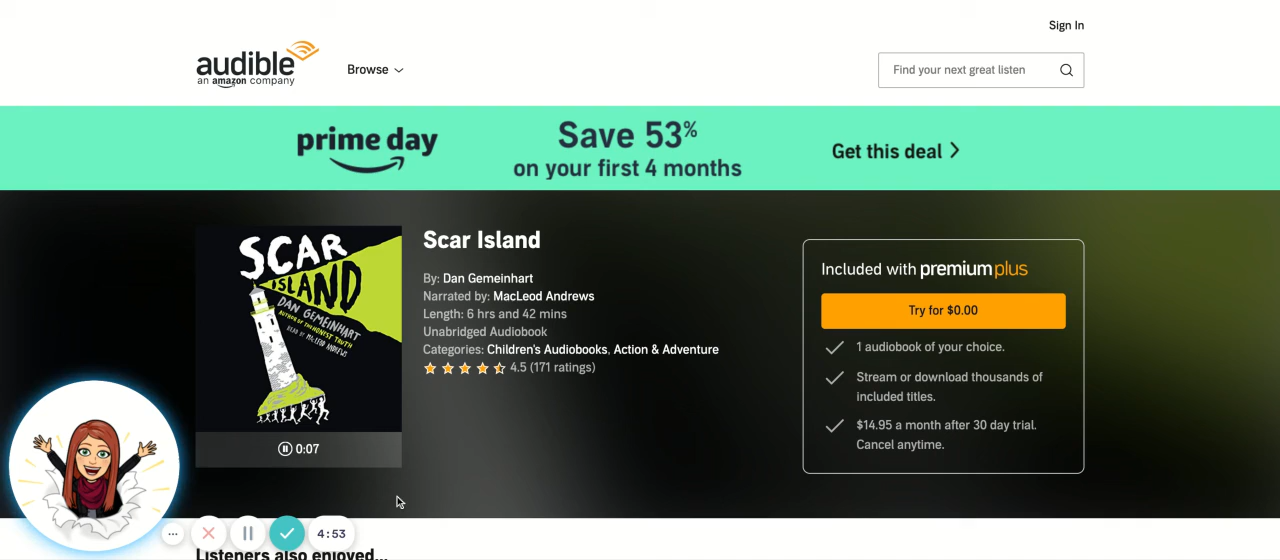 Sign In
audible
an amazon company
Browse
Find your next great listen
prime day
Save 53%
on your first 4 months
Get this deal
SCAR
ISLAND
DAN GEMEINHART
AUTHOR OF THE HONEST TRUTH
READ BY MACLEOD ANDREWS
0:07
Scar Island
By: Dan Gemeinhart
Narrated by: MacLeod Andrews
Length: 6 hrs and 42 mins
Unabridged Audiobook
Categories: Children's Audiobooks, Action & Adventure
4.5 (171 ratings)
Included with premium plus
Try for $0.00
1 audiobook of your choice.
Stream or download thousands of
included titles.
$14.95 a month after 30 day trial.
Cancel anytime.
4:53
Listeners also enjoyed...